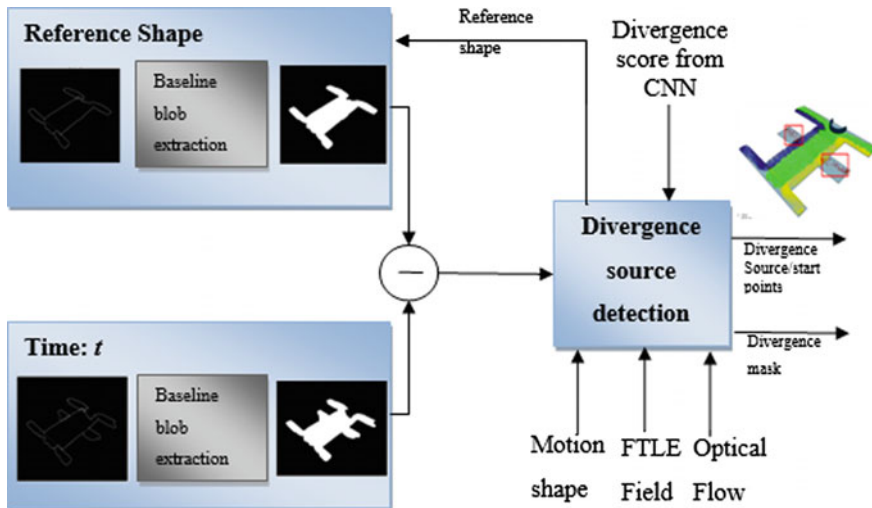 Reference Shape
Baseline
blob
extraction
Reference
shape
Divergence
score from
CNN
Divergence
source
detection
Divergence
Source/start
points
Divergence
mask
Time: t
Baseline
blob
extraction
Motion
shape
FTLE
Field
Optical
Flow